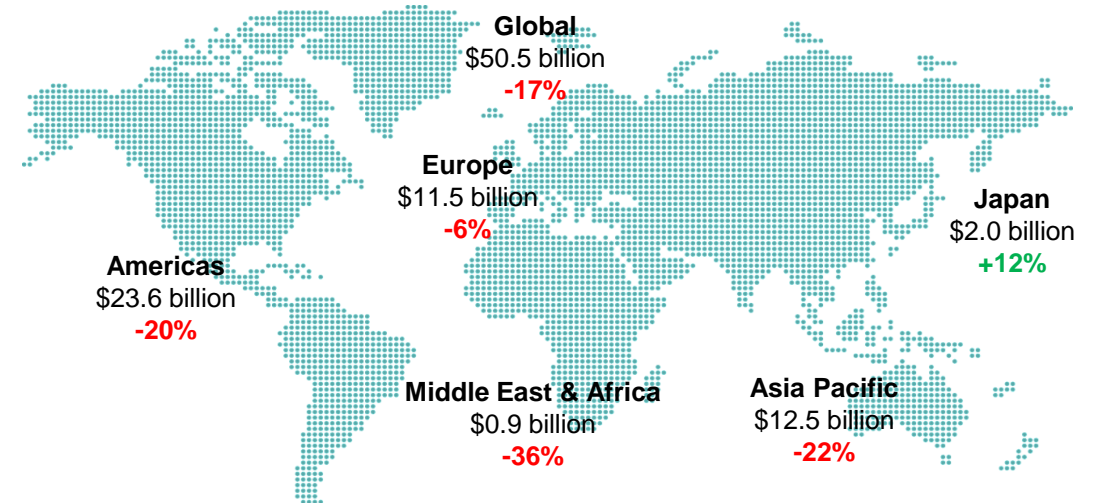 Global
$50.5 billion
-17%
Europe
$11.5 billion
-6%
Japan
$2.0 billion
+12%
Americas
$23.6 billion
-20%
Middle East & Africa
$0.9 billion
-36%
Asia Pacific
$12.5 billion
-22%